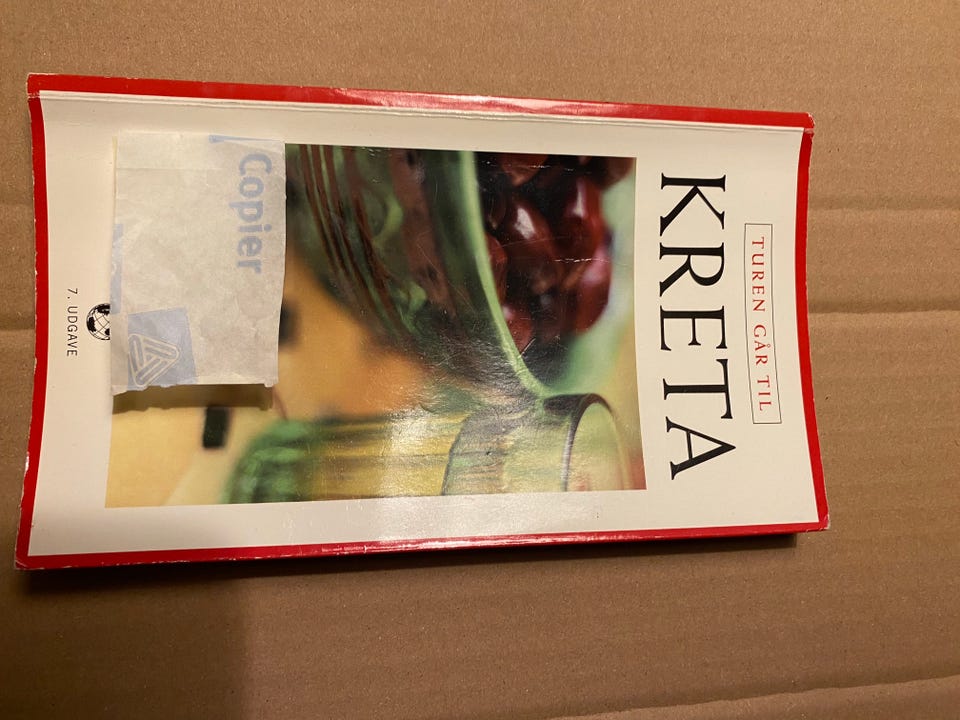 TUREN GÅR TIL
KRETA
Copier
7. UDGAVE